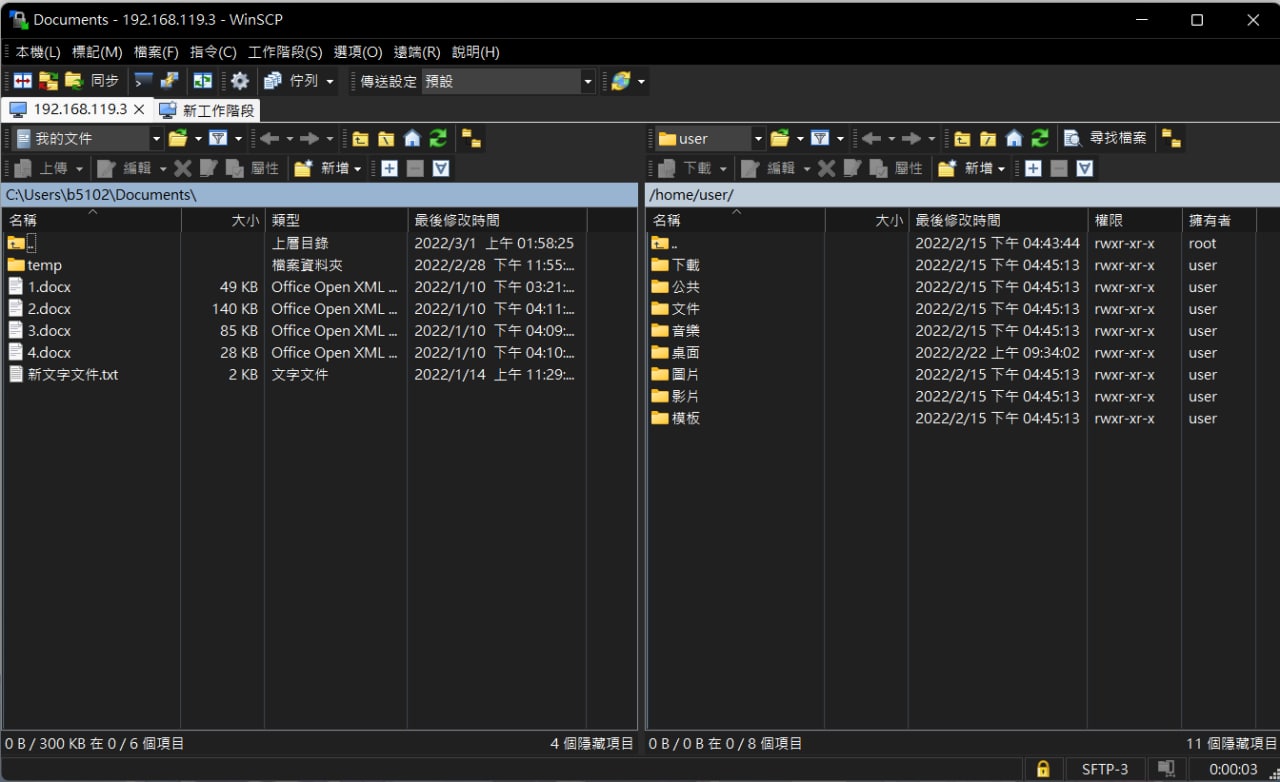 Documents - 192.168.119.3 - WinSCP
本機(L) 標記(M) 檔案(F) 指令(C) 工作階段(S) 選項(O) 遠端(R) 說明(H)
同步 佇列 傳送設定 預設
192.168.119.3 新工作階段
我的文件 user 尋找檔案
上傳 編輯 屬性 新增 下載 編輯 屬性 新增
C:\Users\b5102\Documents\ /home/user/
名稱 大小 類型 最後修改時間 名稱 大小 最後修改時間 權限 擁有者
.. 上層目錄 2022/3/1 上午 01:58:25 .. 2022/2/15 下午 04:43:44 rwxr-xr-x root
temp 檔案資料夾 2022/2/28 下午 11:55:... 下載 2022/2/15 下午 04:45:13 rwxr-xr-x user
1.docx 49 KB Office Open XML ... 2022/1/10 下午 03:21:... 公共 2022/2/15 下午 04:45:13 rwxr-xr-x user
2.docx 140 KB Office Open XML ... 2022/1/10 下午 04:11:... 文件 2022/2/15 下午 04:45:13 rwxr-xr-x user
3.docx 85 KB Office Open XML ... 2022/1/10 下午 04:09:... 音樂 2022/2/15 下午 04:45:13 rwxr-xr-x user
4.docx 28 KB Office Open XML ... 2022/1/10 下午 04:10:... 桌面 2022/2/22 上午 09:34:02 rwxr-xr-x user
新文字文件.txt 2 KB 文字文件 2022/1/14 上午 11:29:... 圖片 2022/2/15 下午 04:45:13 rwxr-xr-x user
影片 2022/2/15 下午 04:45:13 rwxr-xr-x user
模板 2022/2/15 下午 04:45:13 rwxr-xr-x user
0 B / 300 KB 在 0 / 6 個項目 4 個隱藏項目 0 B / 0 B 在 0 / 8 個項目 11 個隱藏項目
SFTP-3 0:00:03